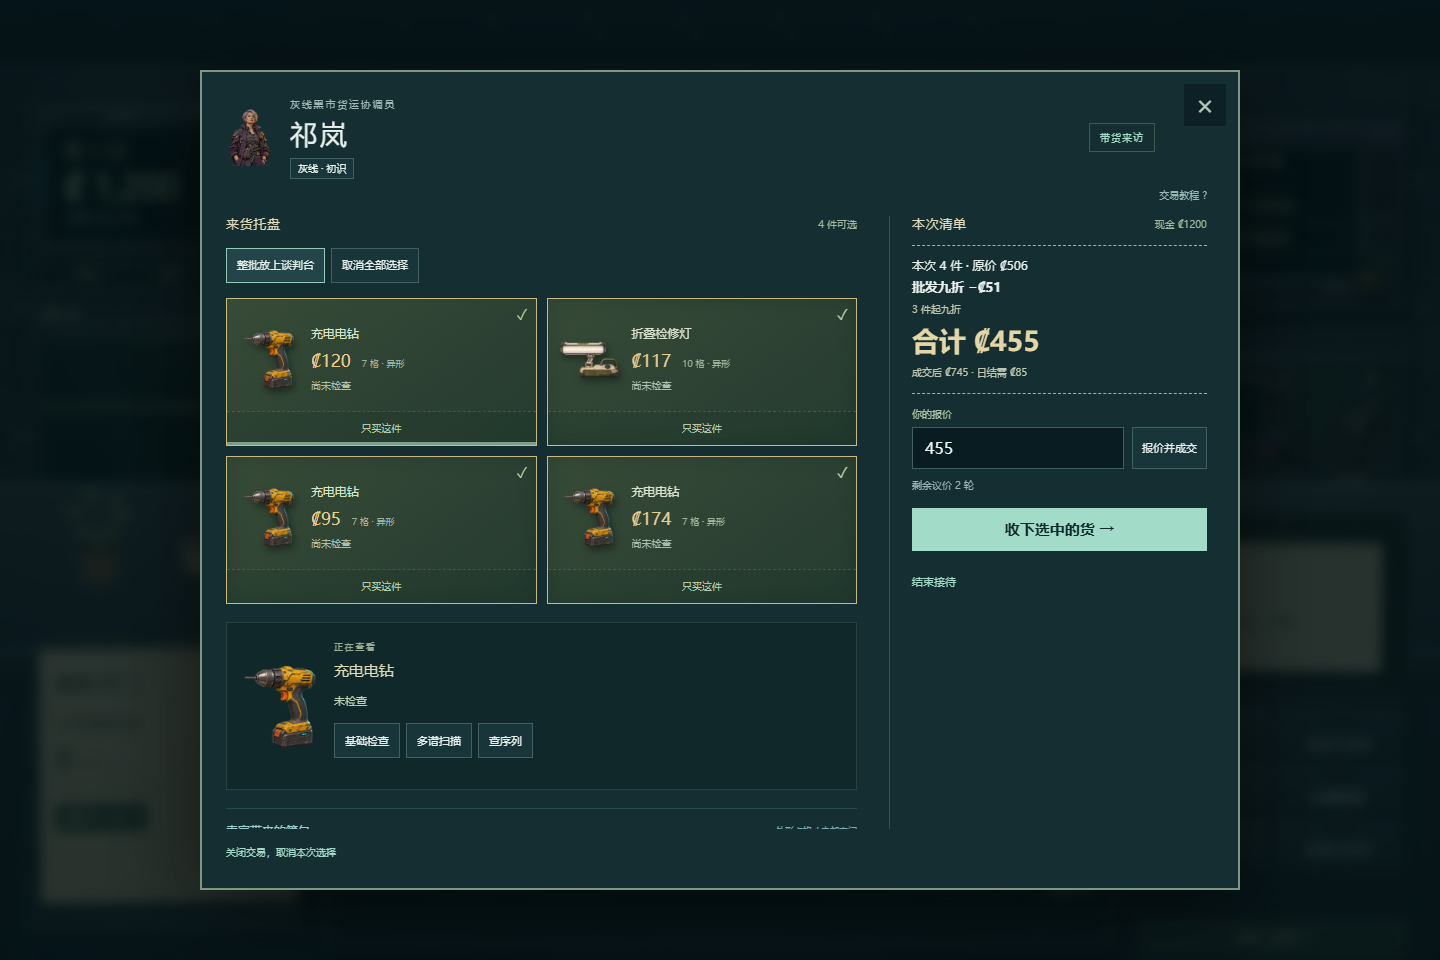 灰线黑市货运协调员
祁岚
灰线 · 初识
带货来访
交易教程 ?
来货托盘
4 件可选
整批放上谈判台
取消全部选择
充电电钻
₡120 7 格 · 异形
尚未检查
只买这件
折叠检修灯
₡117 10 格 · 异形
尚未检查
只买这件
充电电钻
₡95 7 格 · 异形
尚未检查
只买这件
充电电钻
₡174 7 格 · 异形
尚未检查
只买这件
正在查看
充电电钻
未检查
基础检查
多谱扫描
查序列
关闭交易，取消本次选择
本次清单
现金 ₡1200
本次 4 件 · 原价 ₡506
批发九折 −₡51
3 件起九折
合计 ₡455
成交后 ₡745 · 日结需 ₡85
你的报价
455
报价并成交
剩余议价 2 轮
收下选中的货 →
结束接待